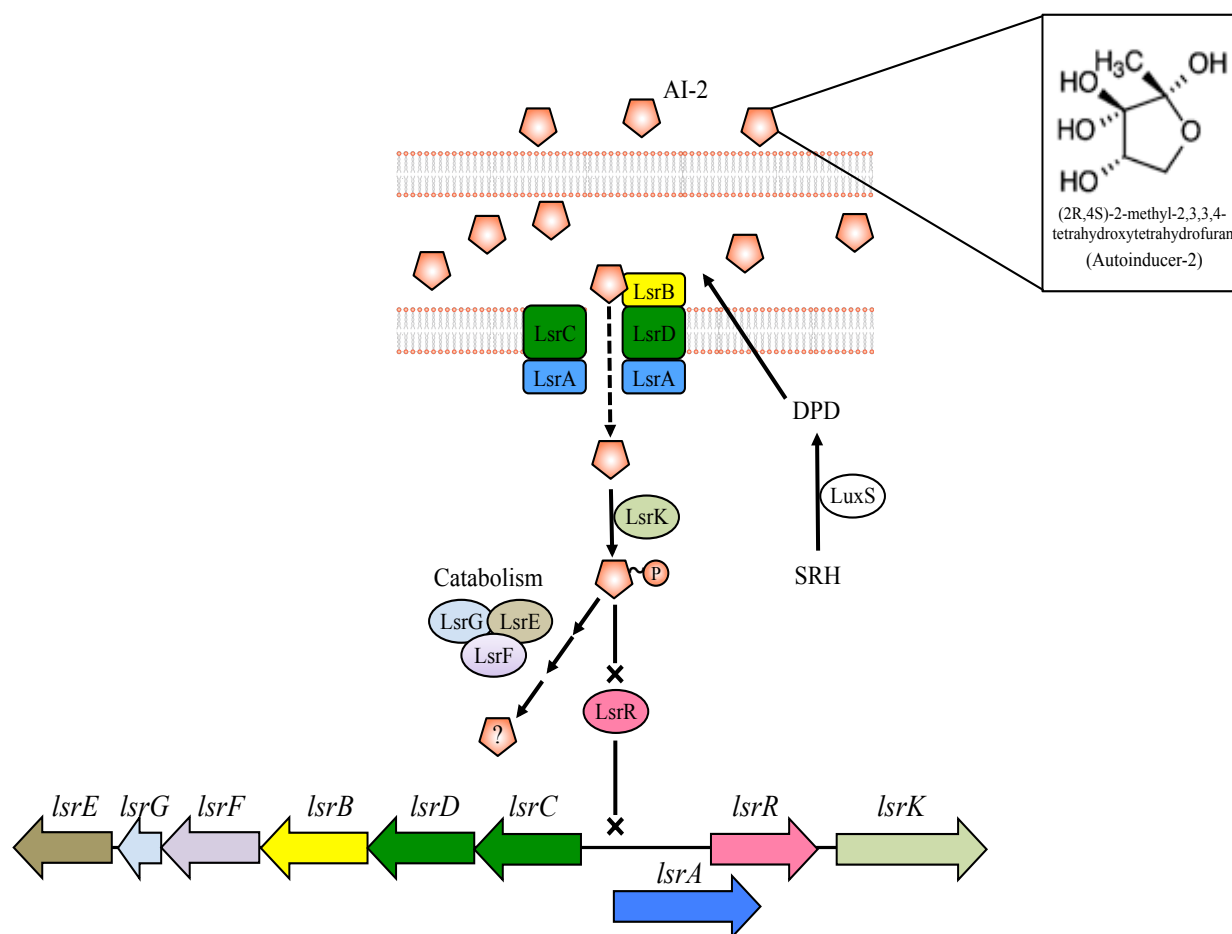 AI-2
H₃C
OH
HO
HO
O
HO
(2R,4S)-2-methyl-2,3,3,4-
tetrahydroxytetrahydrofuran
(Autoinducer-2)
LsrB
LsrC
LsrD
LsrA
LsrA
DPD
LuxS
SRH
LsrK
P
Catabolism
LsrG
LsrE
LsrF
LsrR
?
lsrE
lsrG
lsrF
lsrB
lsrD
lsrC
lsrR
lsrK
lsrA